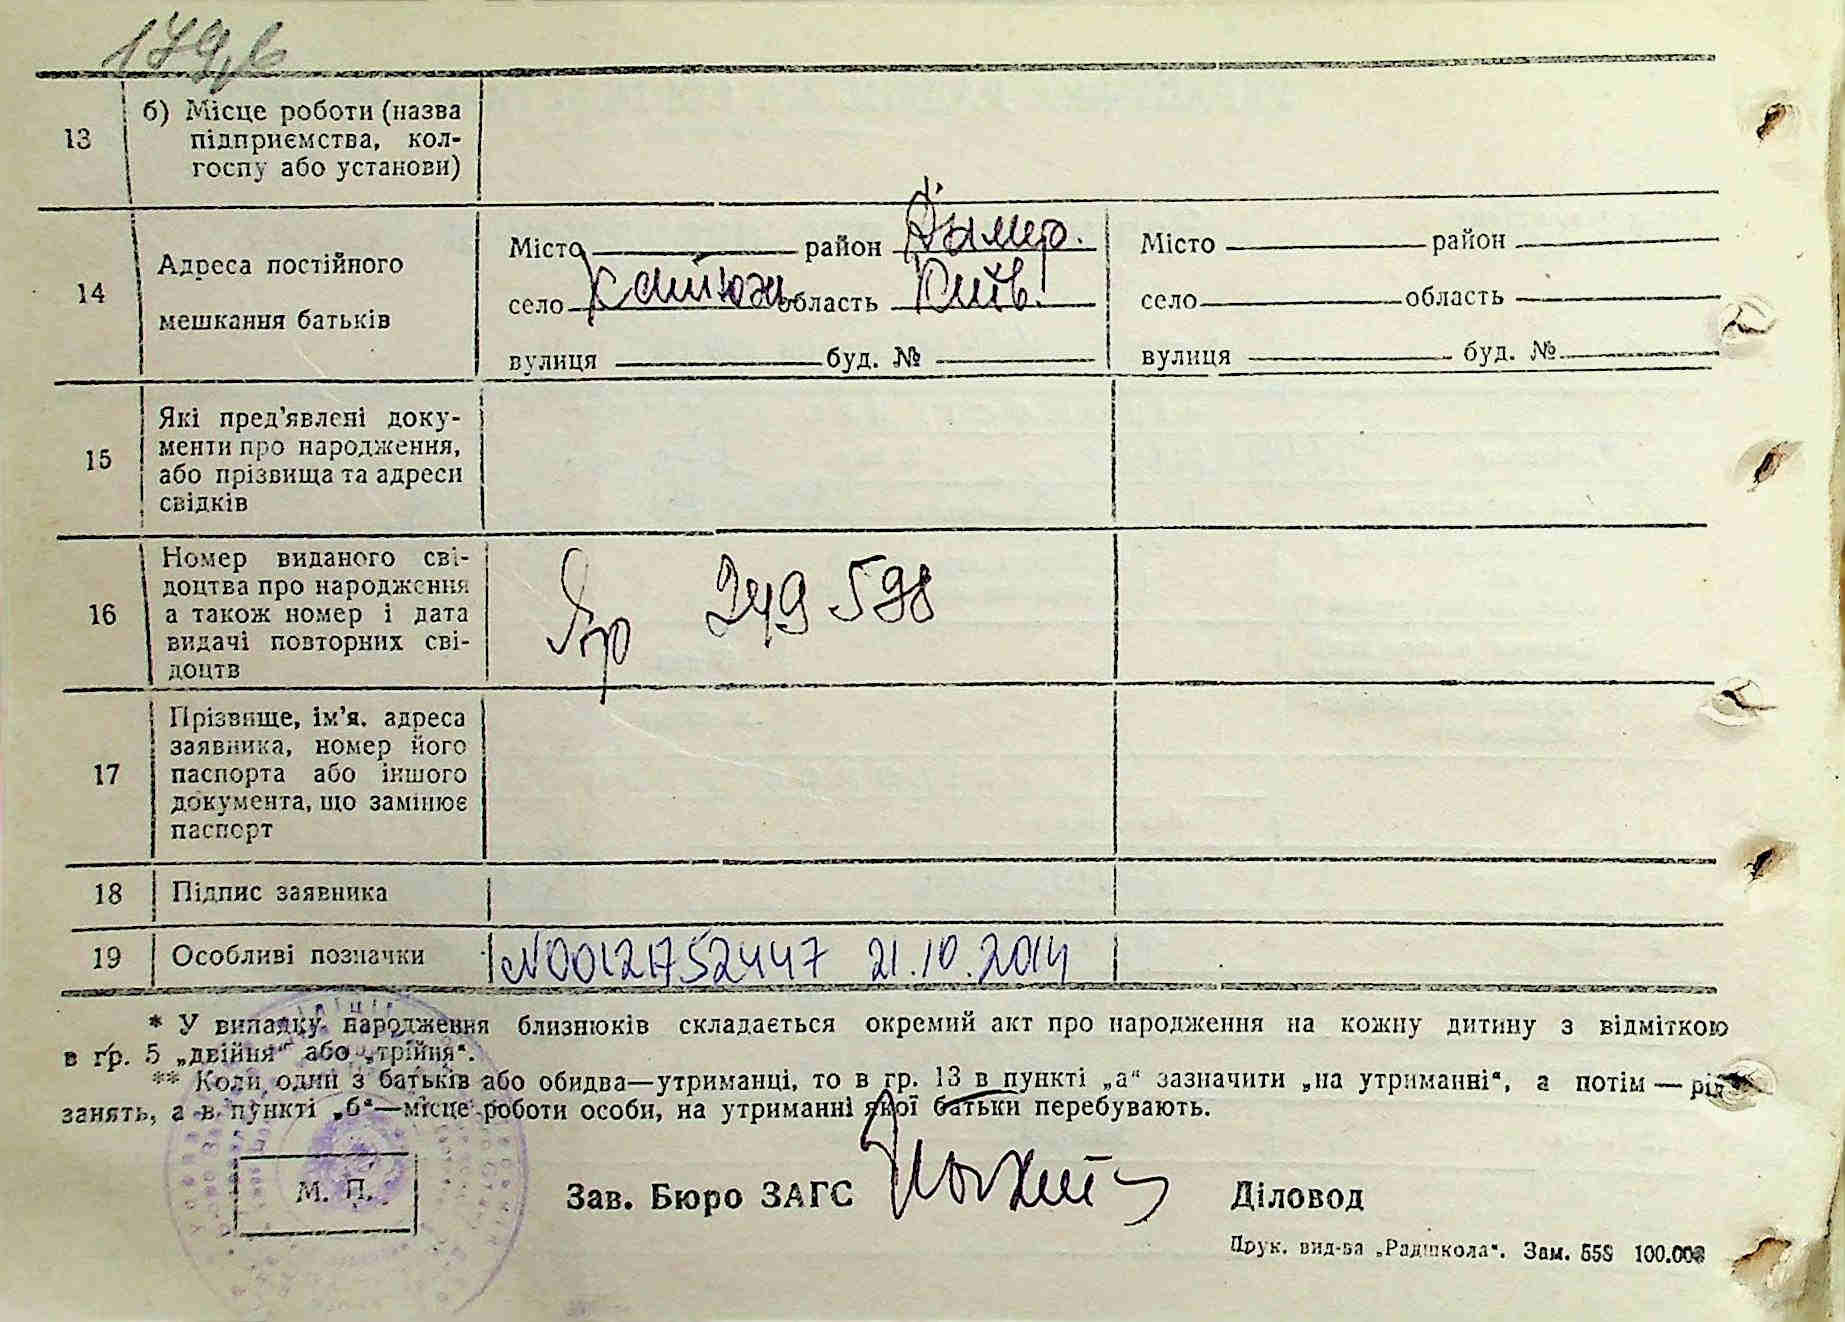 179,б
13
б) Місце роботи (назва
підприємства, кол-
госпу або установи)
14
Адреса постійного
мешкання батьків
Місто район Димер.
село область Київ.
вулиця буд. №
Місто район
село область
вулиця буд. №
15
Які пред'явлені доку-
менти про народження,
або прізвища та адреси
свідків
16
Номер виданого сві-
доцтва про народження
а також номер і дата
видачі повторних сві-
доцтв
249598
17
Прізвище, ім'я. адреса
заявника, номер його
паспорта або іншого
документа, що замінює
паспорт
18
Підпис заявника
19
Особливі позначки
N00121752447 21.10.2014
* У випадку народження близнюків складається окремий акт про народження на кожну дитину з відміткою
в гр. 5 „двійня“ або „трійня“.
** Коли один з батьків або обидва—утриманці, то в гр. 13 в пункті „а“ зазначити „на утриманні“, а потім — рід
занять, а в пункті „б“—місце роботи особи, на утриманні якої батьки перебувають.
М. П.
Зав. Бюро ЗАГС
Діловод
Друк. вид-ва „Радшкола“. Зам. 558 100.000